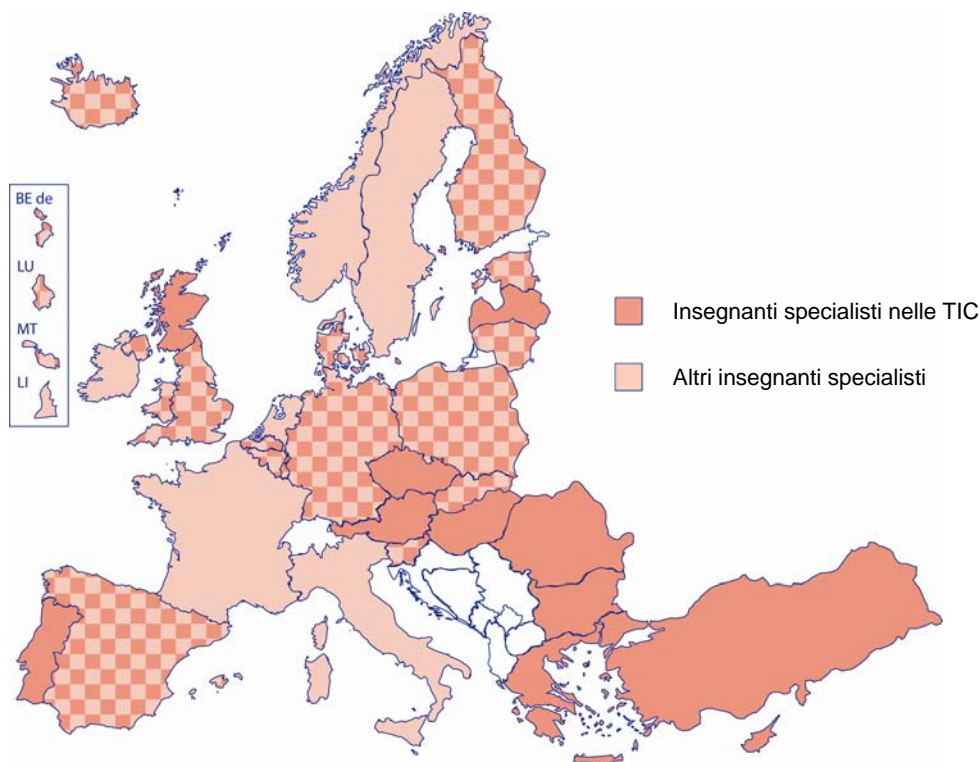 BE de
LU
MT
LI
Insegnanti specialisti nelle TIC
Altri insegnanti specialisti